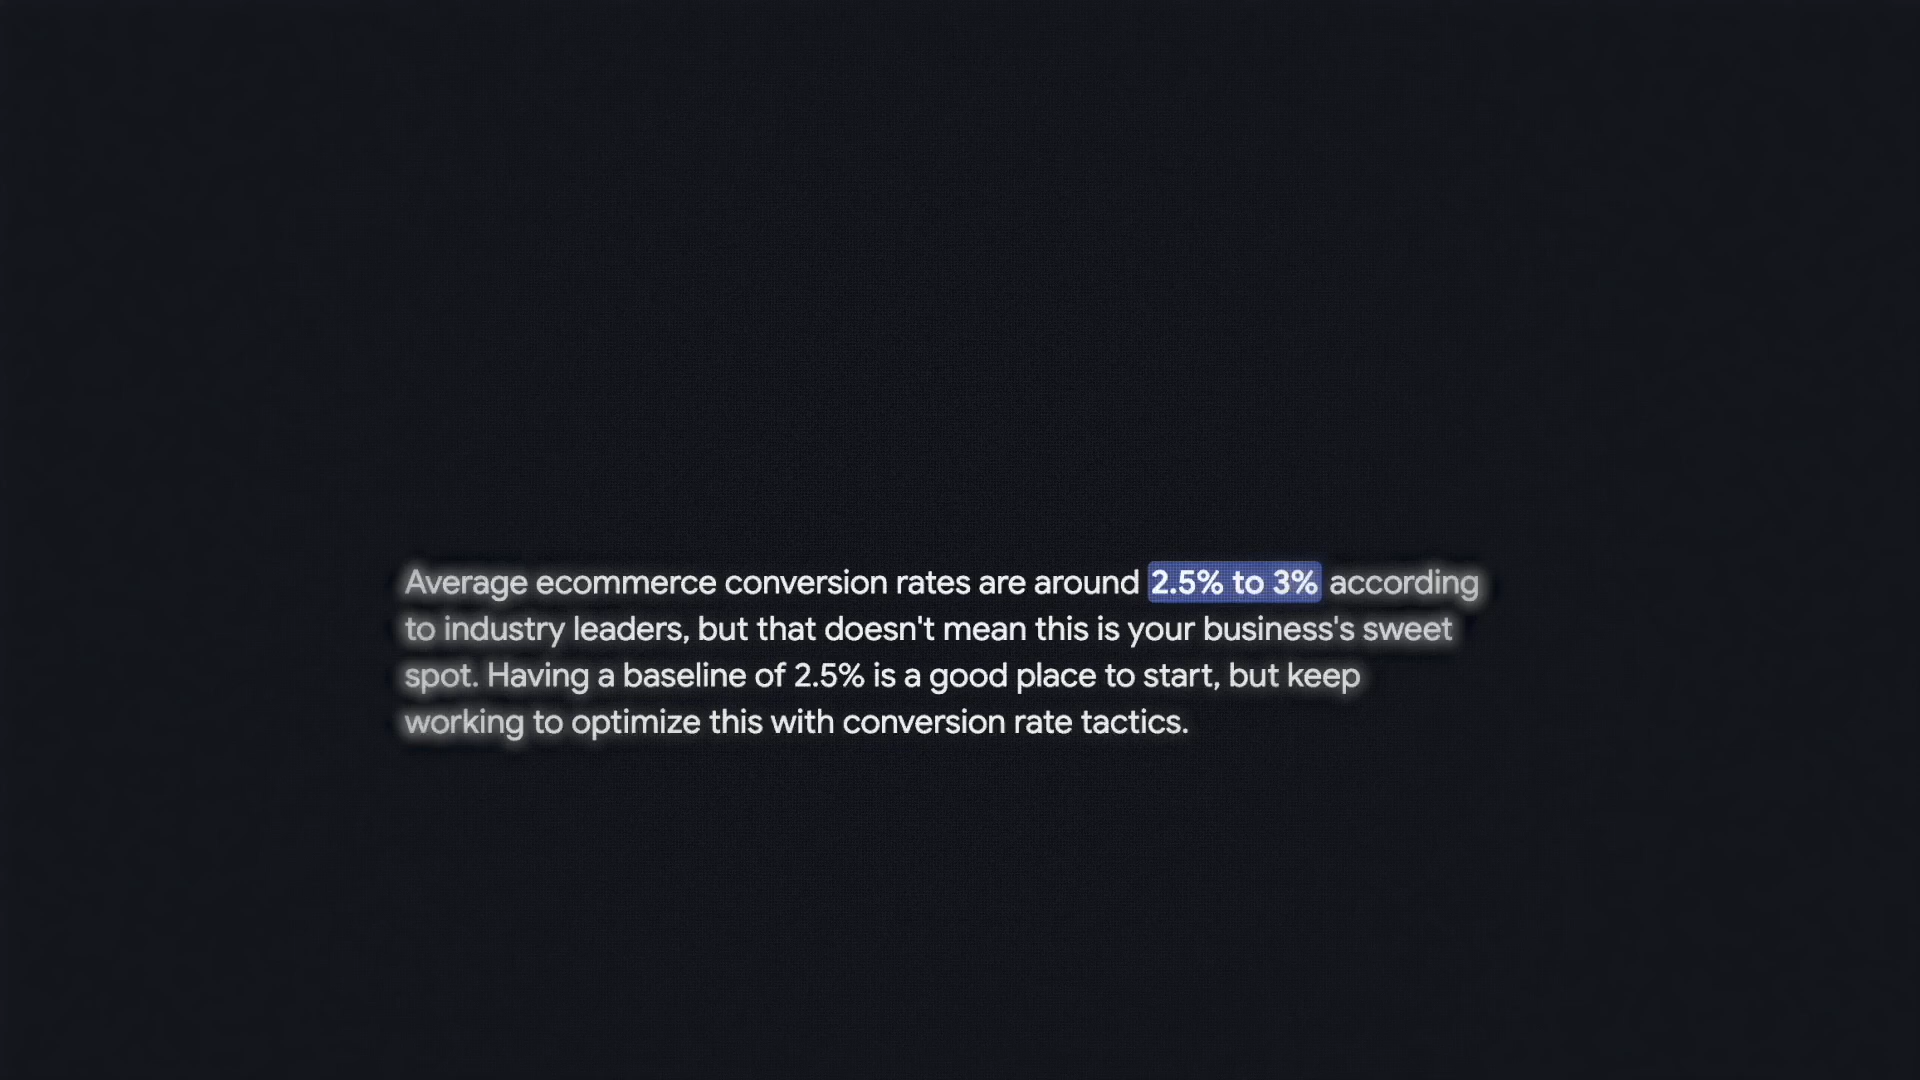 Average ecommerce conversion rates are around 2.5% to 3% according
to industry leaders, but that doesn't mean this is your business's sweet
spot. Having a baseline of 2.5% is a good place to start, but keep
working to optimize this with conversion rate tactics.